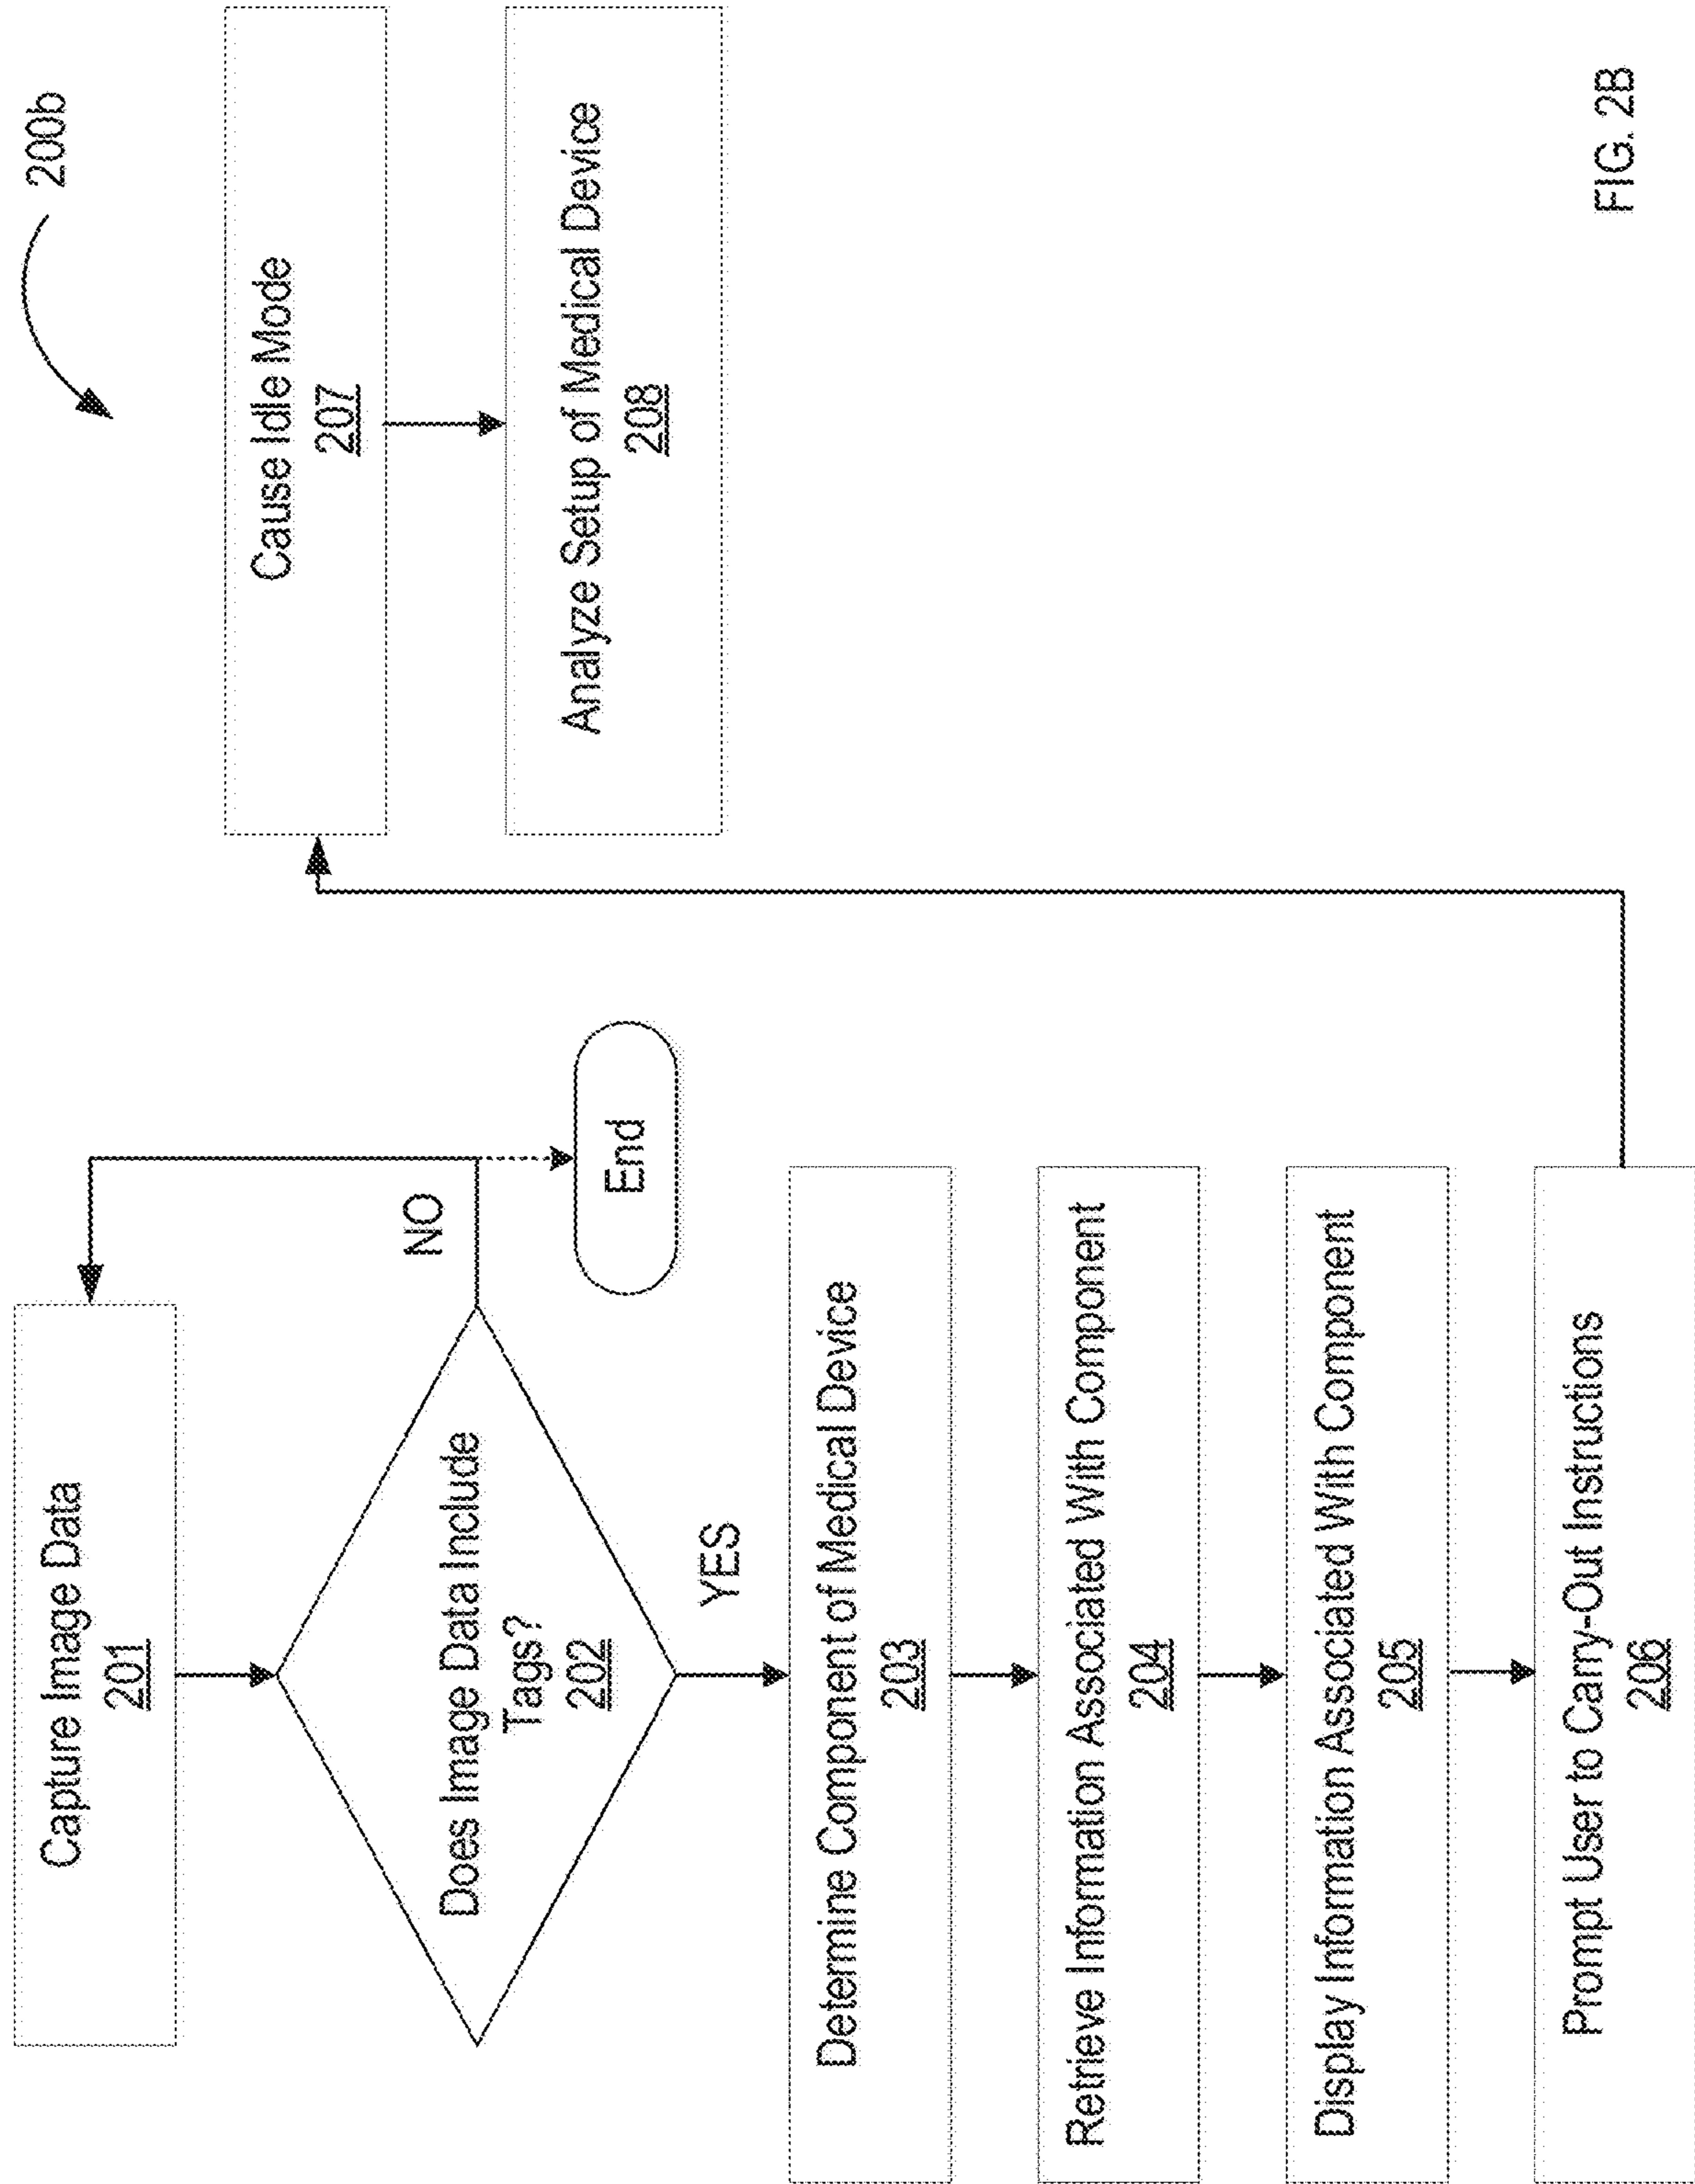 200b
Capture Image Data
201
Does Image Data Include
Tags?
202
NO
End
YES
Determine Component of Medical Device
203
Retrieve Information Associated With Component
204
Display Information Associated With Component
205
Prompt User to Carry-Out Instructions
206
Cause Idle Mode
207
Analyze Setup of Medical Device
208
FIG. 2B